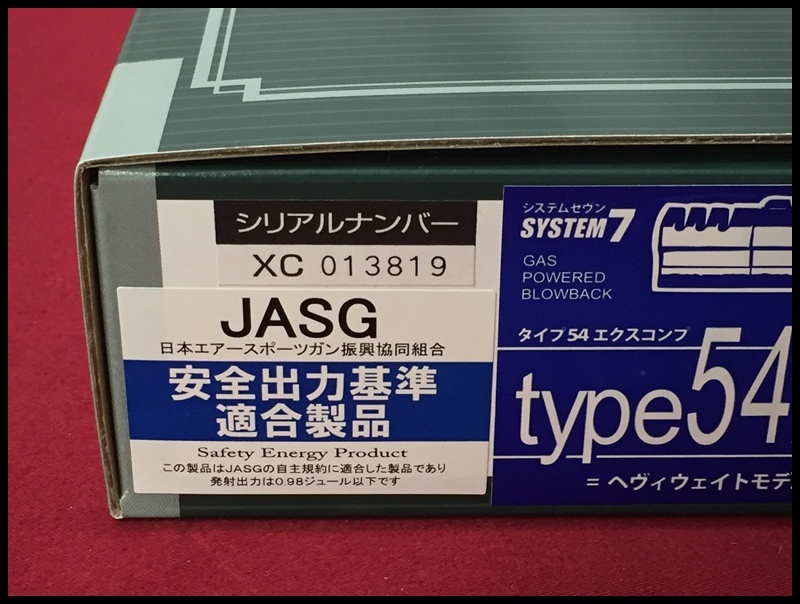 シリアルナンバー
XC 013819
JASG
日本エアースポーツガン振興協同組合
安全出力基準
適合製品
Safety Energy Product
この製品はJASGの自主規約に適合した製品であり
発射出力は0.98ジュール以下です
システムセヴン
SYSTEM7
GAS
POWERED
BLOWBACK
タイプ54 エクスコンプ
type54
= ヘヴィウェイトモデ